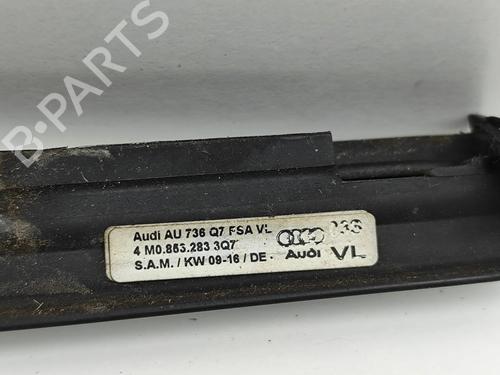 B-PARTS
Audi AU 736 Q7 FSA VL
4 M0.853.283 3Q7
S.A.M. / KW 09-16 / DE -
Audi VL